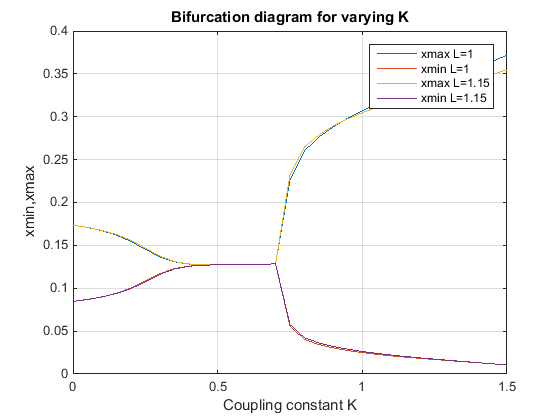 Bifurcation diagram for varying K
0.4
0.35
0.3
0.25
0.2
0.15
0.1
0.05
0
xmin,xmax
xmax L=1
xmin L=1
xmax L=1.15
xmin L=1.15
0
0.5
1
1.5
Coupling constant K